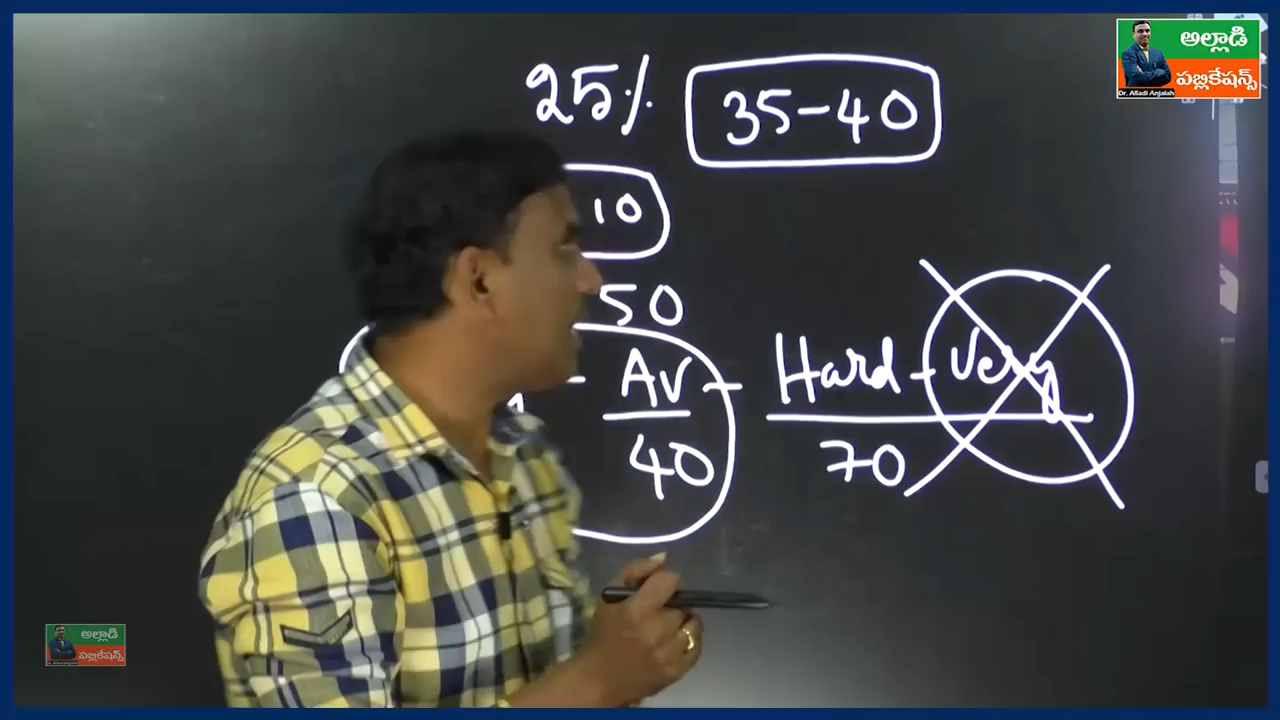 25% 35-40
10
50
AV - Hard - Very
40 70
అల్లాడి
పబ్లికేషన్స్
Dr. Alladi Anjaiah
అల్లాడి
పబ్లికేషన్స్